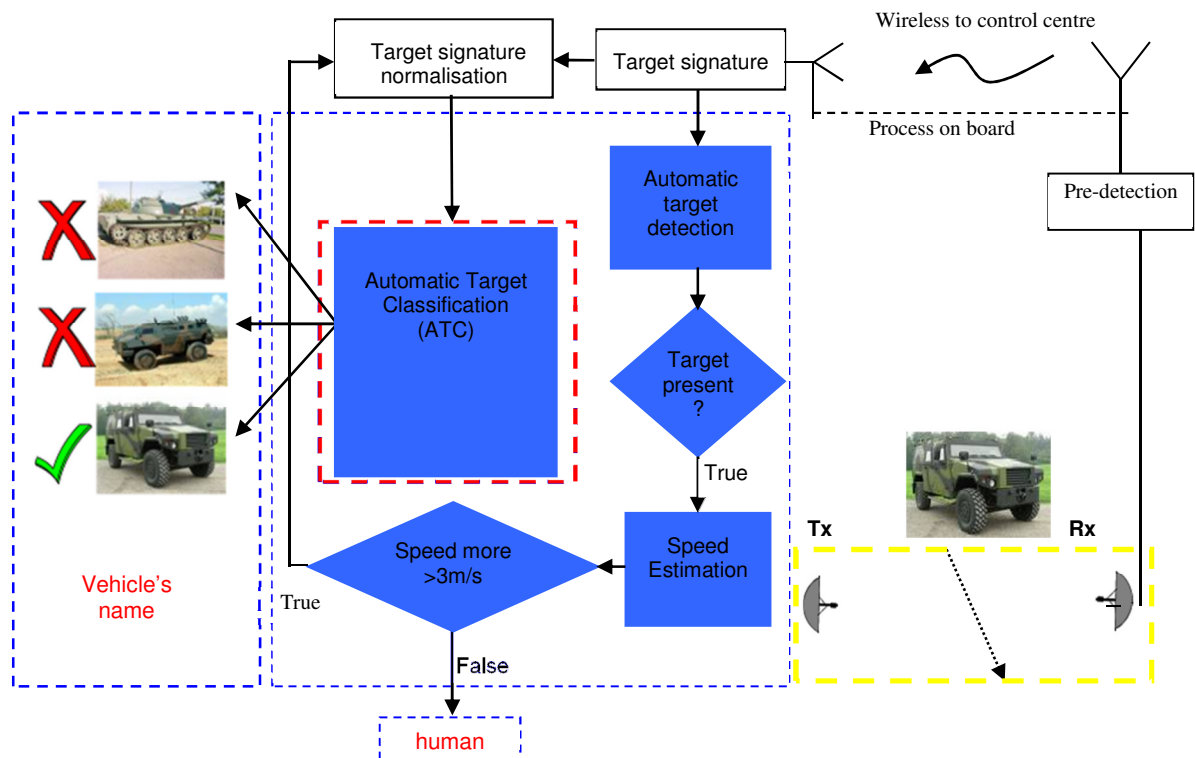 Wireless to control centre
Target signature
normalisation
Target signature
Process on board
Pre-detection
Automatic
target
detection
Automatic Target
Classification
(ATC)
Target
present
?
True
Tx
Rx
Speed
Estimation
Speed more
>3m/s
True
Vehicle's
name
False
human